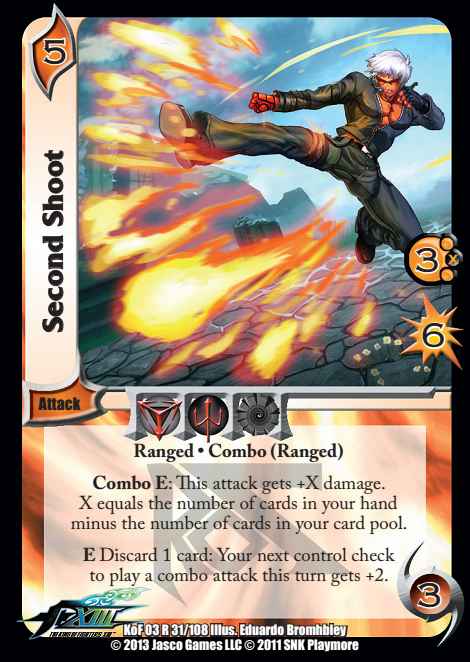 5
Second Shoot
3
X
6
Attack
Ranged • Combo (Ranged)
Combo E: This attack gets +X damage.
X equals the number of cards in your hand
minus the number of cards in your card pool.
E Discard 1 card: Your next control check
to play a combo attack this turn gets +2.
3
XIII
KoF 03 R 31/108 Illus. Eduardo Bromhbley
© 2013 Jasco Games LLC © 2011 SNK Playmore